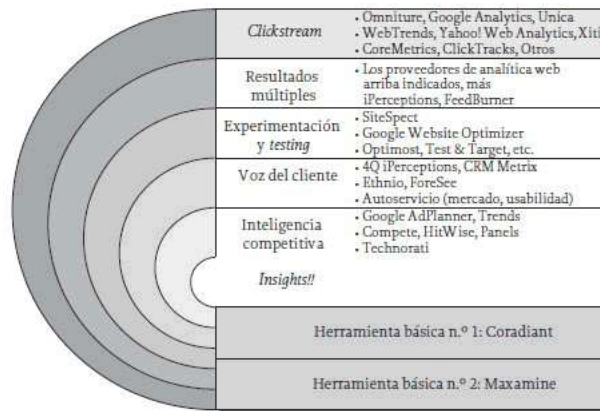 Clickstream
• Omniture, Google Analytics, Unica
• WebTrends, Yahoo! Web Analytics, Xiti
• CoreMetrics, ClickTracks, Otros
Resultados
múltiples
• Los proveedores de analítica web
arriba indicados, más
iPerceptions, FeedBurner
Experimentación
y testing
• SiteSpect
• Google Website Optimizer
• Optimost, Test & Target, etc.
Voz del cliente
• 4Q iPerceptions, CRM Metrix
• Ethnio, ForeSee
• Autoservicio (mercado, usabilidad)
Inteligencia
competitiva
• Google AdPlanner, Trends
• Compete, HitWise, Panels
• Technorati
Insights!!
Herramienta básica n.º 1: Coradiant
Herramienta básica n.º 2: Maxamine